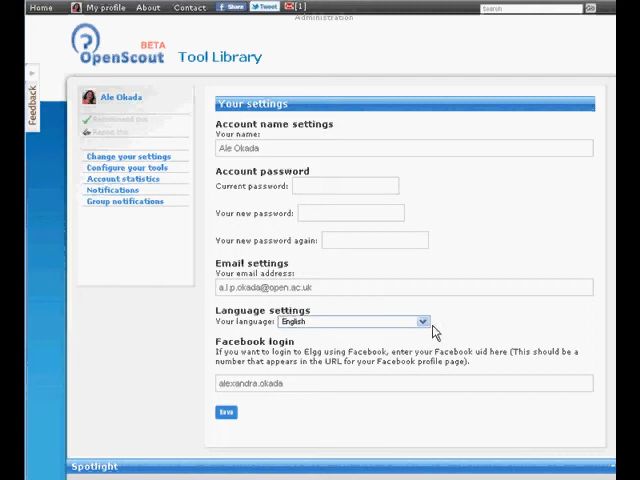 Home My profile About Contact Share Tweet [1] Search Go
Administration
BETA
OpenScout Tool Library
Feedback
Ale Okada
Change your settings
Configure your tools
Account statistics
Notifications
Group notifications
Your settings
Account name settings
Your name:
Ale Okada
Account password
Current password:
Your new password:
Your new password again:
Email settings
Your email address:
a.l.p.okada@open.ac.uk
Language settings
Your language: English
Facebook login
If you want to login to Elgg using Facebook, enter your Facebook uid here (This should be a
number that appears in the URL for your Facebook profile page).
alexandra.okada
Save
Spotlight